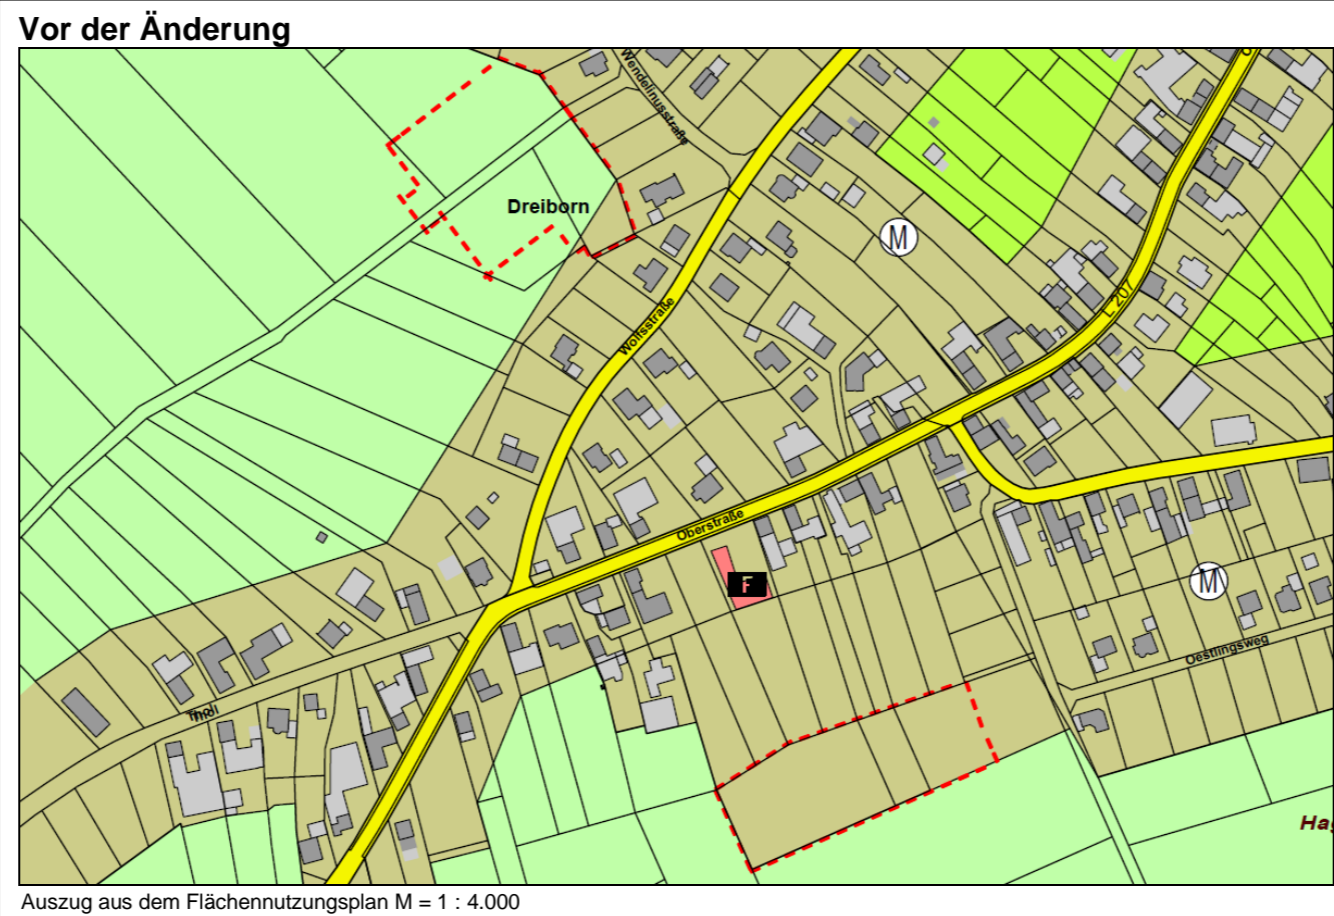 Vor der Änderung
Wendelinusstraße
Dreiborn
M
Wolfsstraße
L 207
Oberstraße
F
M
Oestlingsweg
Thol
Hag
Auszug aus dem Flächennutzungsplan M = 1 : 4.000